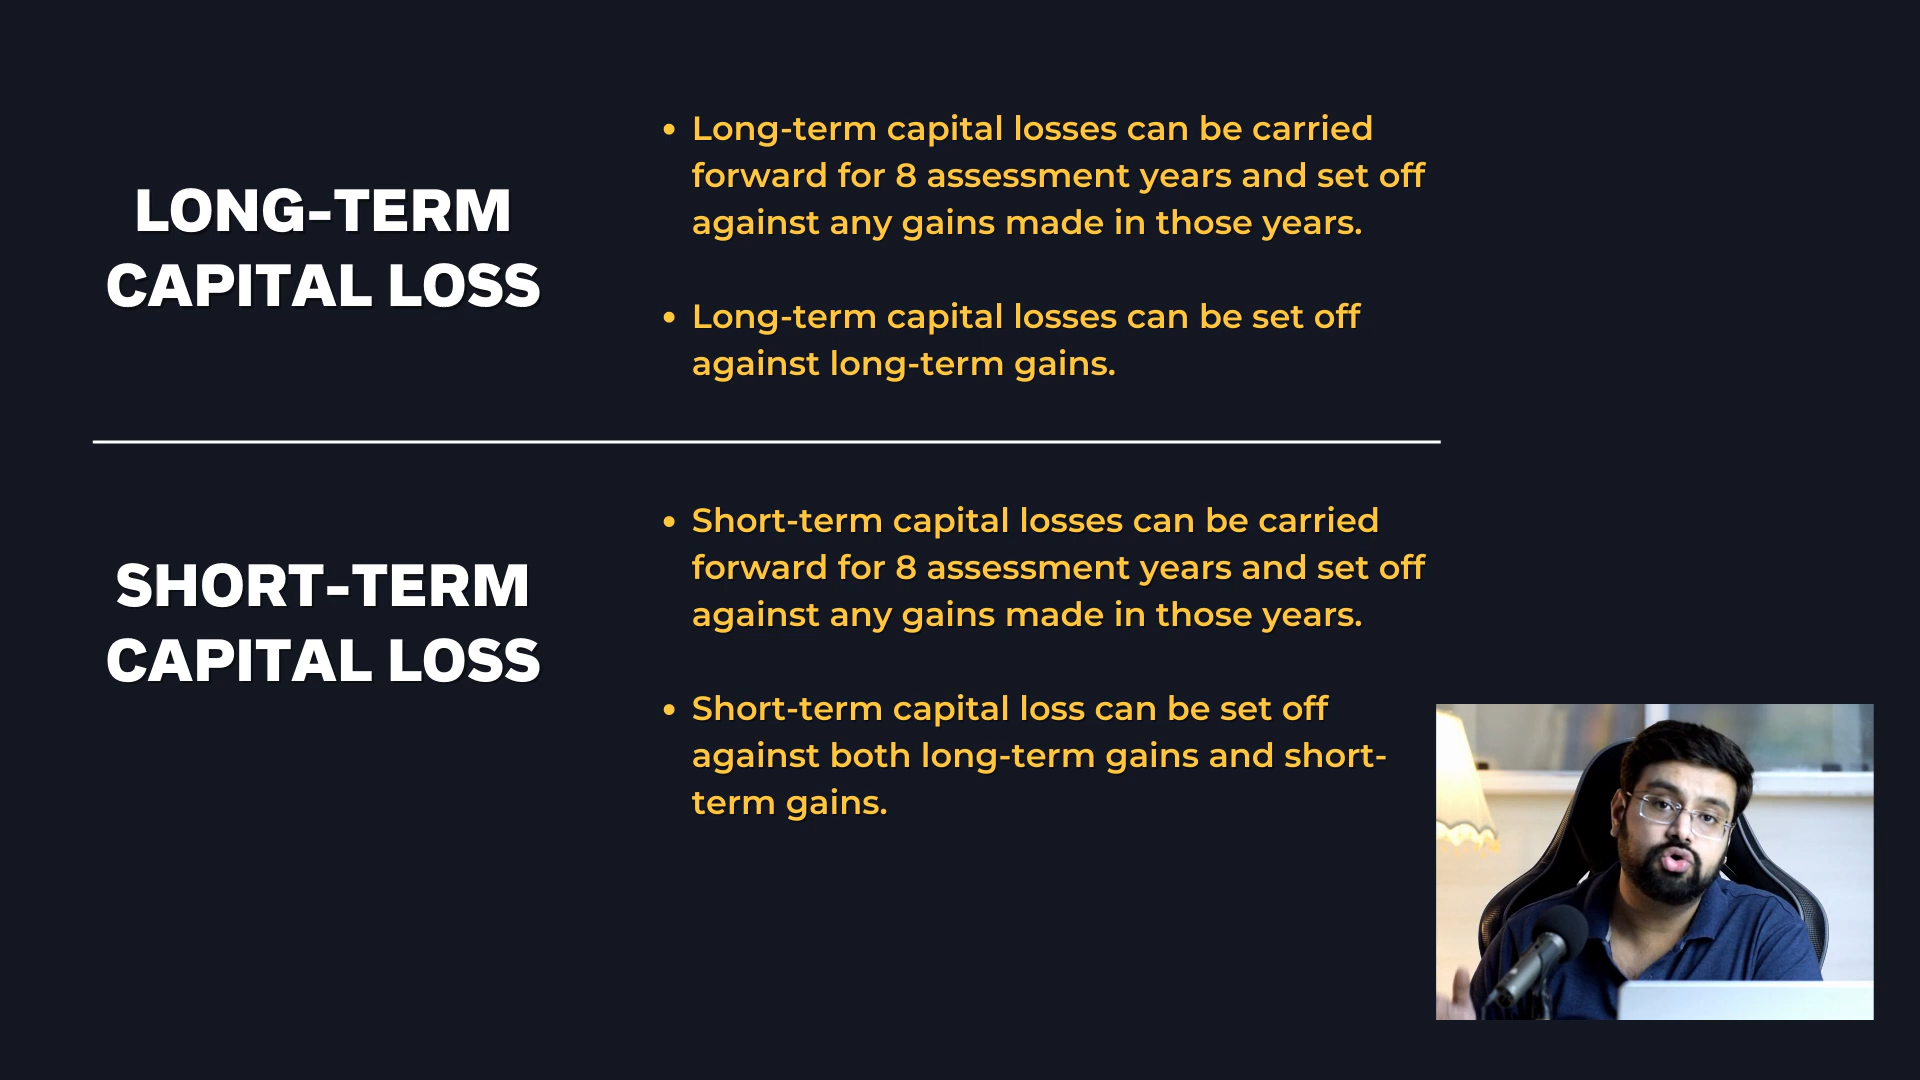 LONG-TERM
CAPITAL LOSS
• Long-term capital losses can be carried
forward for 8 assessment years and set off
against any gains made in those years.
• Long-term capital losses can be set off
against long-term gains.
SHORT-TERM
CAPITAL LOSS
• Short-term capital losses can be carried
forward for 8 assessment years and set off
against any gains made in those years.
• Short-term capital loss can be set off
against both long-term gains and short-
term gains.